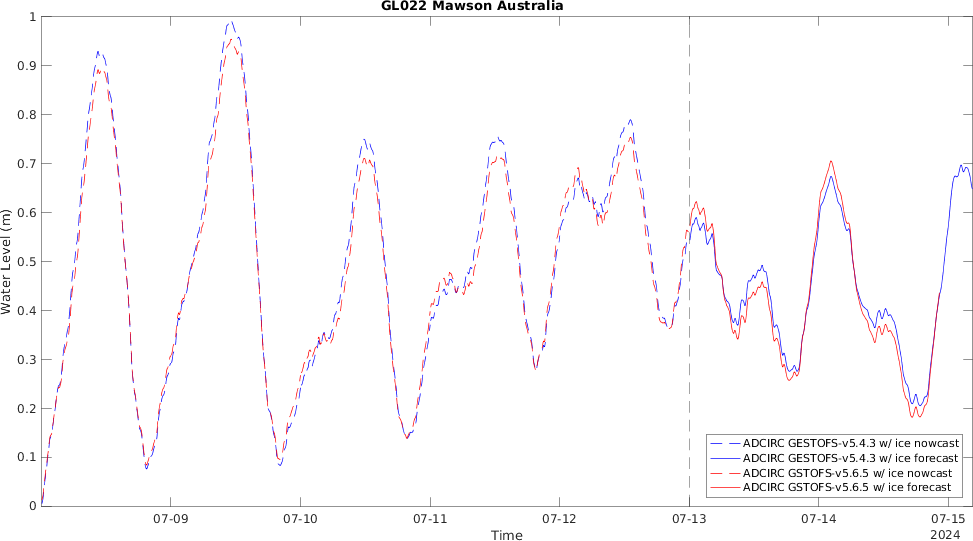 GL022 Mawson Australia
1
0.9
0.8
0.7
0.6
0.5
0.4
0.3
0.2
0.1
0
Water Level (m)
07-09 07-10 07-11 07-12 07-13 07-14 07-15
Time 2024
ADCIRC GESTOFS-v5.4.3 w/ ice nowcast
ADCIRC GESTOFS-v5.4.3 w/ ice forecast
ADCIRC GSTOFS-v5.6.5 w/ ice nowcast
ADCIRC GSTOFS-v5.6.5 w/ ice forecast